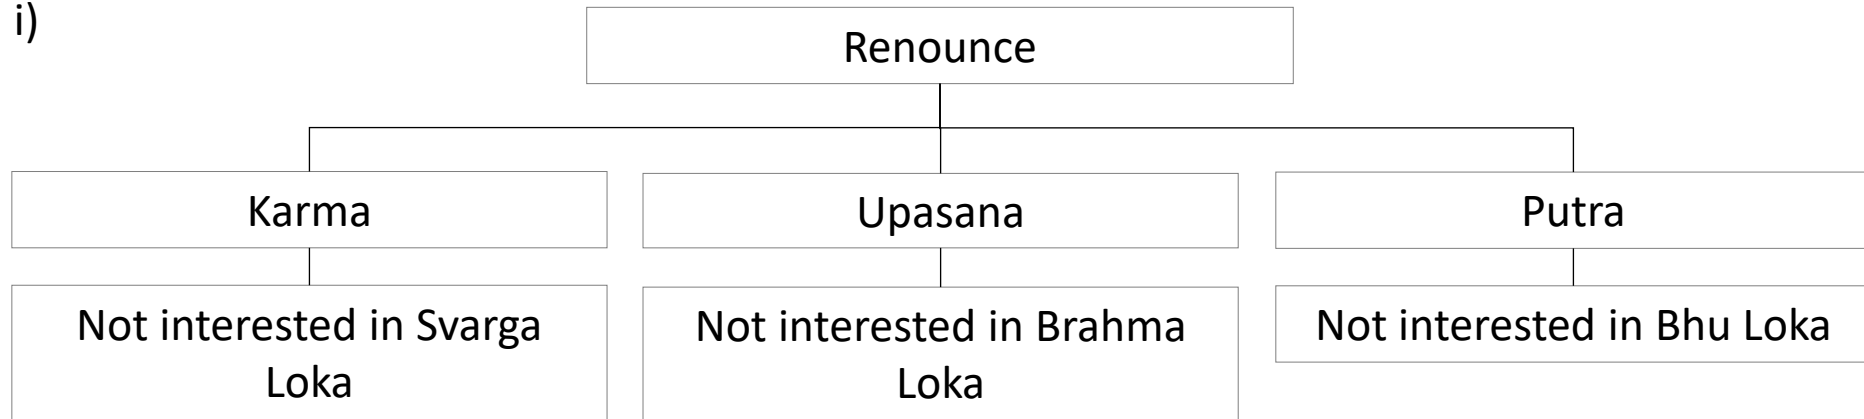 i)
Renounce
Karma
Upasana
Putra
Not interested in Svarga
Loka
Not interested in Brahma
Loka
Not interested in Bhu Loka